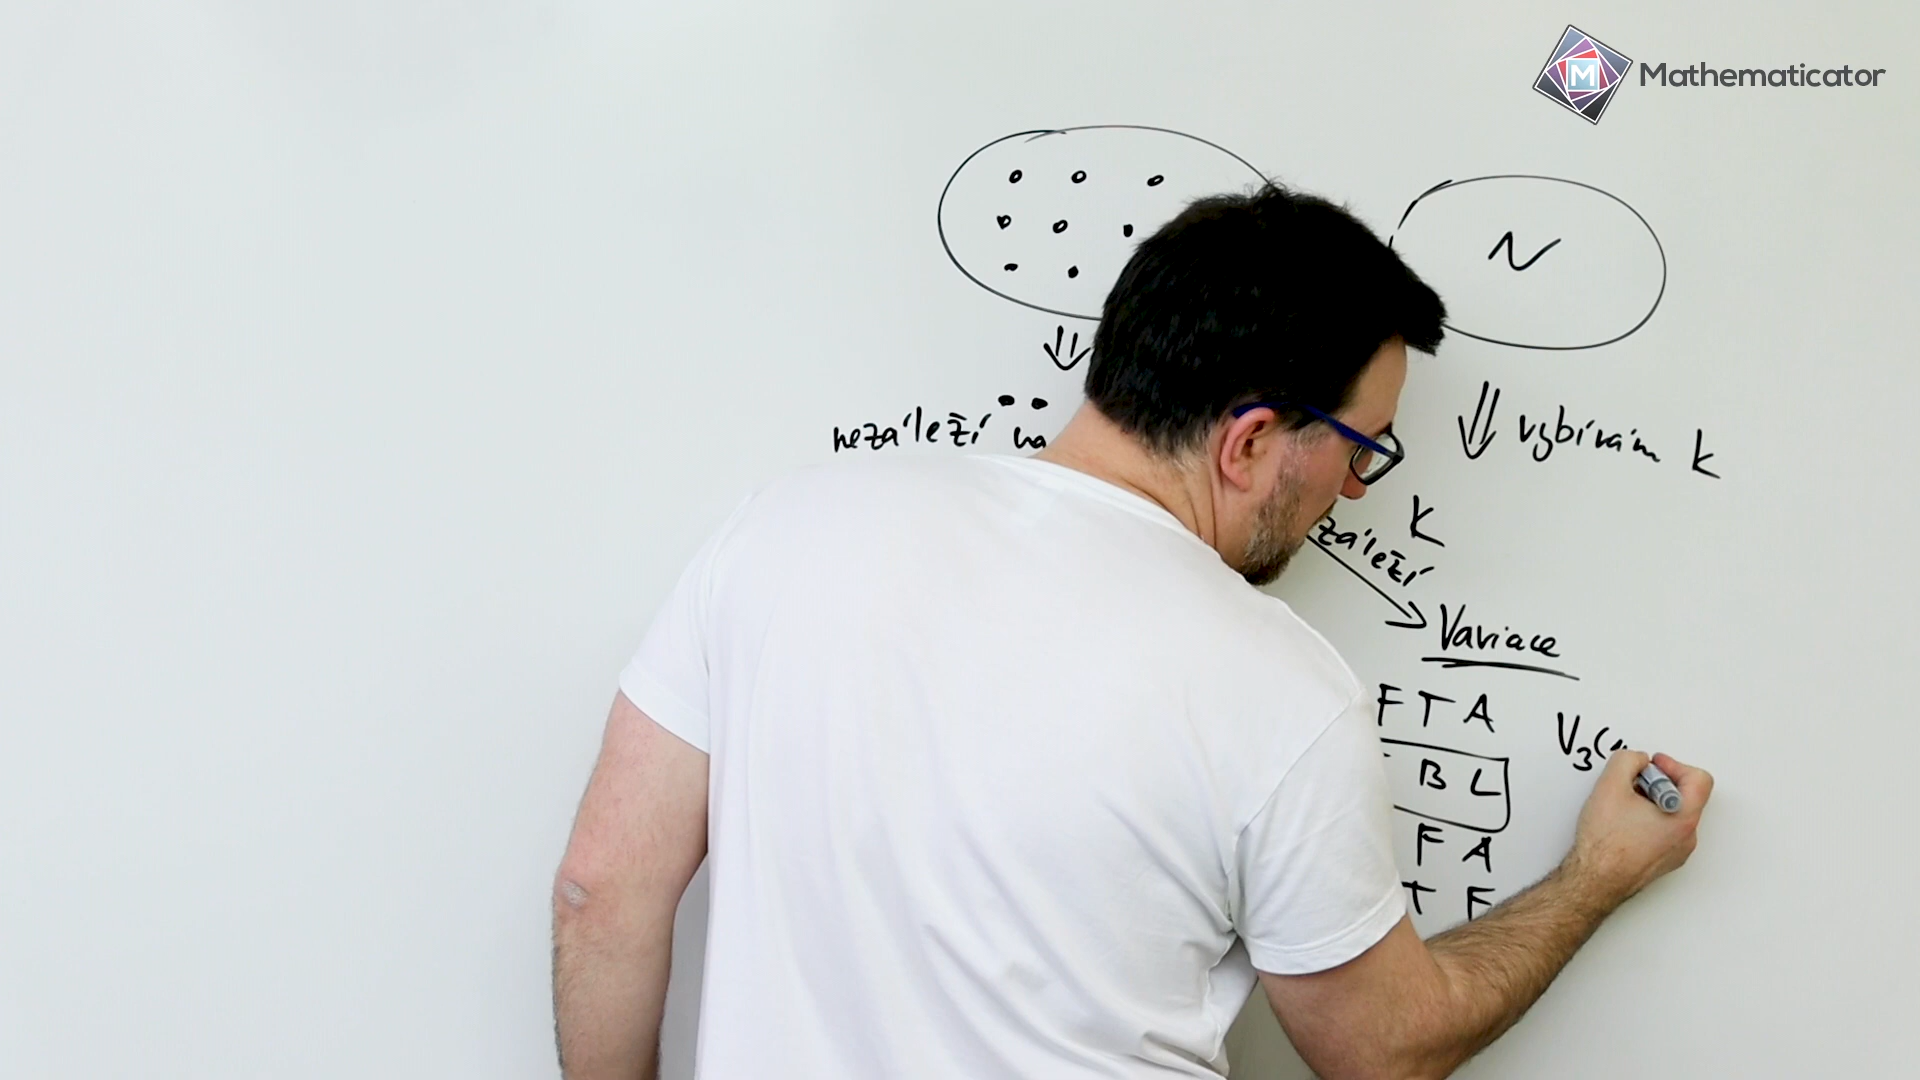 Mathematicator
N
vybírám k
nezáleží na
k
záleží
Variace
F T A
B L
F A
T F
V₃(